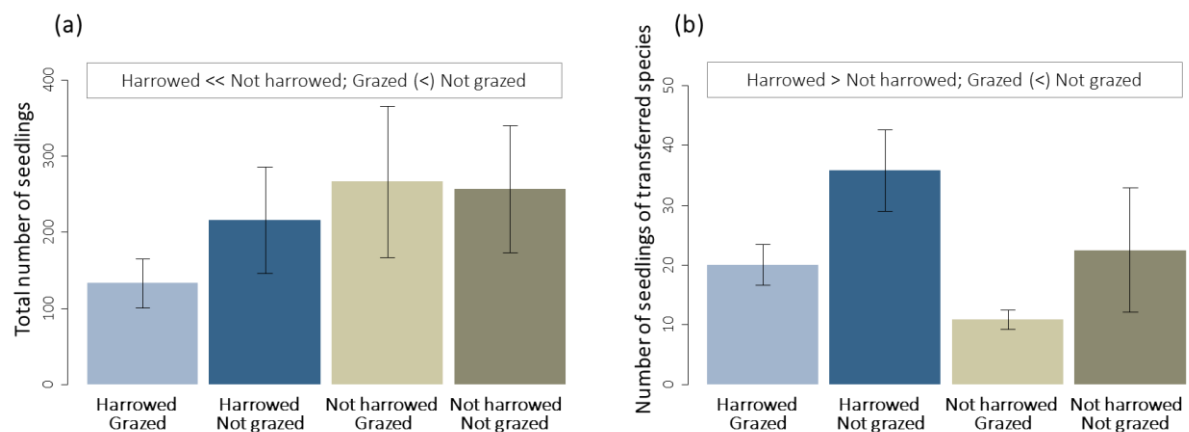 (a)
Harrowed << Not harrowed; Grazed (<) Not grazed
Total number of seedlings
400
300
200
100
0
Harrowed
Grazed
Harrowed
Not grazed
Not harrowed
Grazed
Not harrowed
Not grazed
(b)
Harrowed > Not harrowed; Grazed (<) Not grazed
Number of seedlings of transferred species
50
40
30
20
10
0
Harrowed
Grazed
Harrowed
Not grazed
Not harrowed
Grazed
Not harrowed
Not grazed